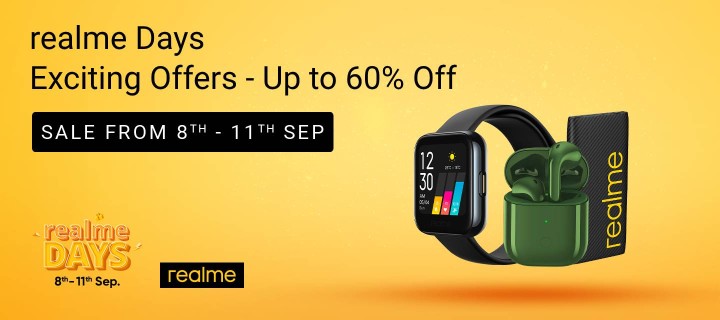 realme Days
Exciting Offers - Up to 60% Off
SALE FROM 8TH - 11TH SEP
12
30
realme
realme
DAYS
8th-11th Sep.
realme